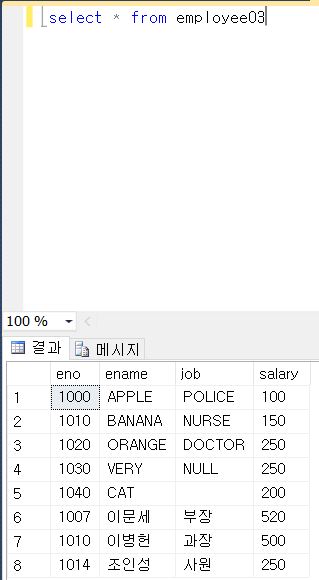 select * from employee03
100 %
결과 메시지
eno ename job salary
1 1000 APPLE POLICE 100
2 1010 BANANA NURSE 150
3 1020 ORANGE DOCTOR 250
4 1030 VERY NULL 250
5 1040 CAT 200
6 1007 이문세 부장 520
7 1010 이병헌 과장 500
8 1014 조인성 사원 250